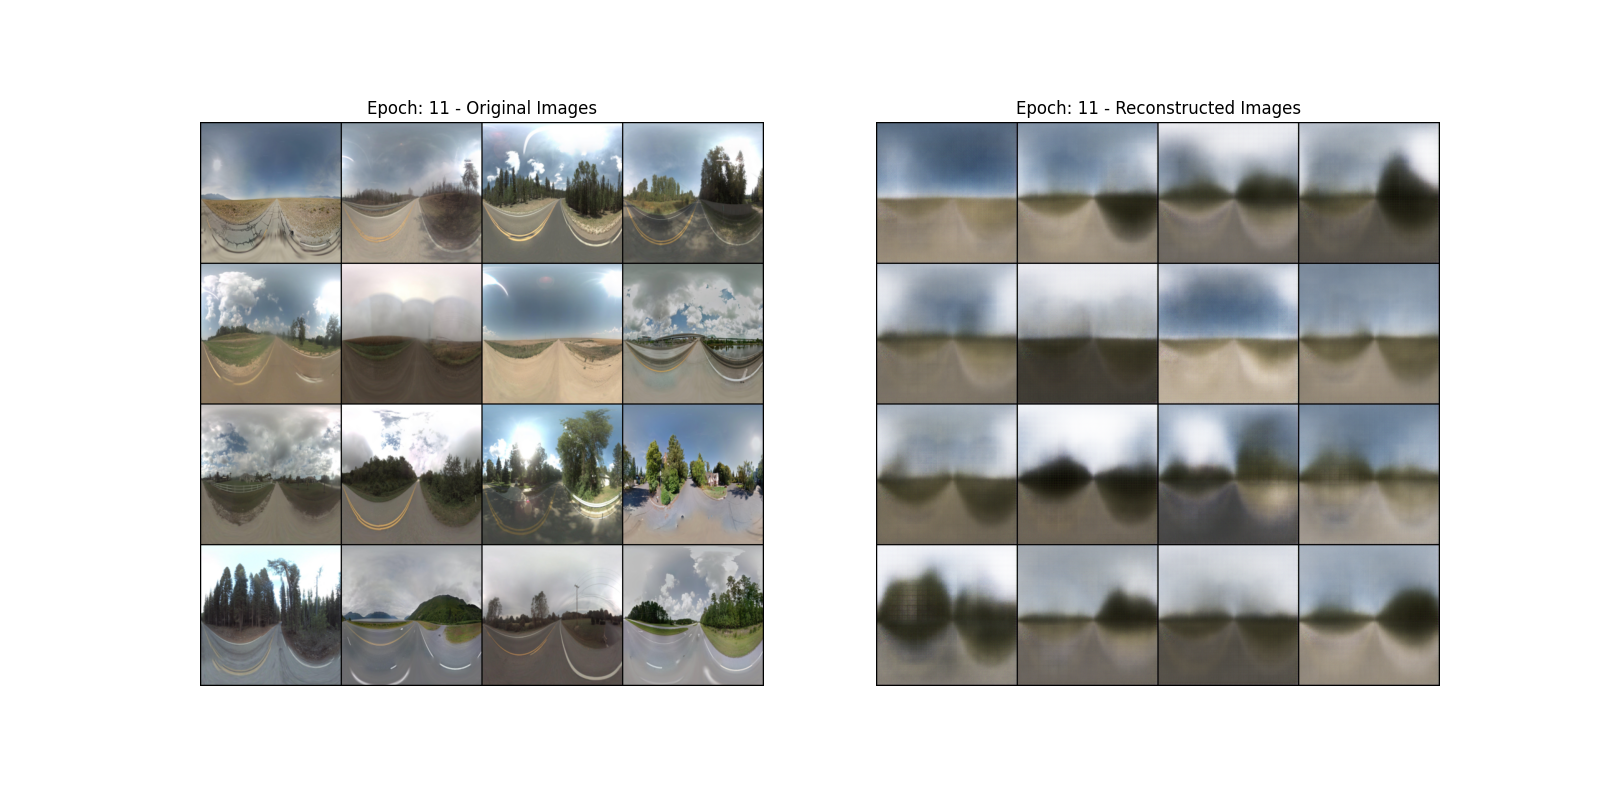 Epoch: 11 - Original Images
Epoch: 11 - Reconstructed Images